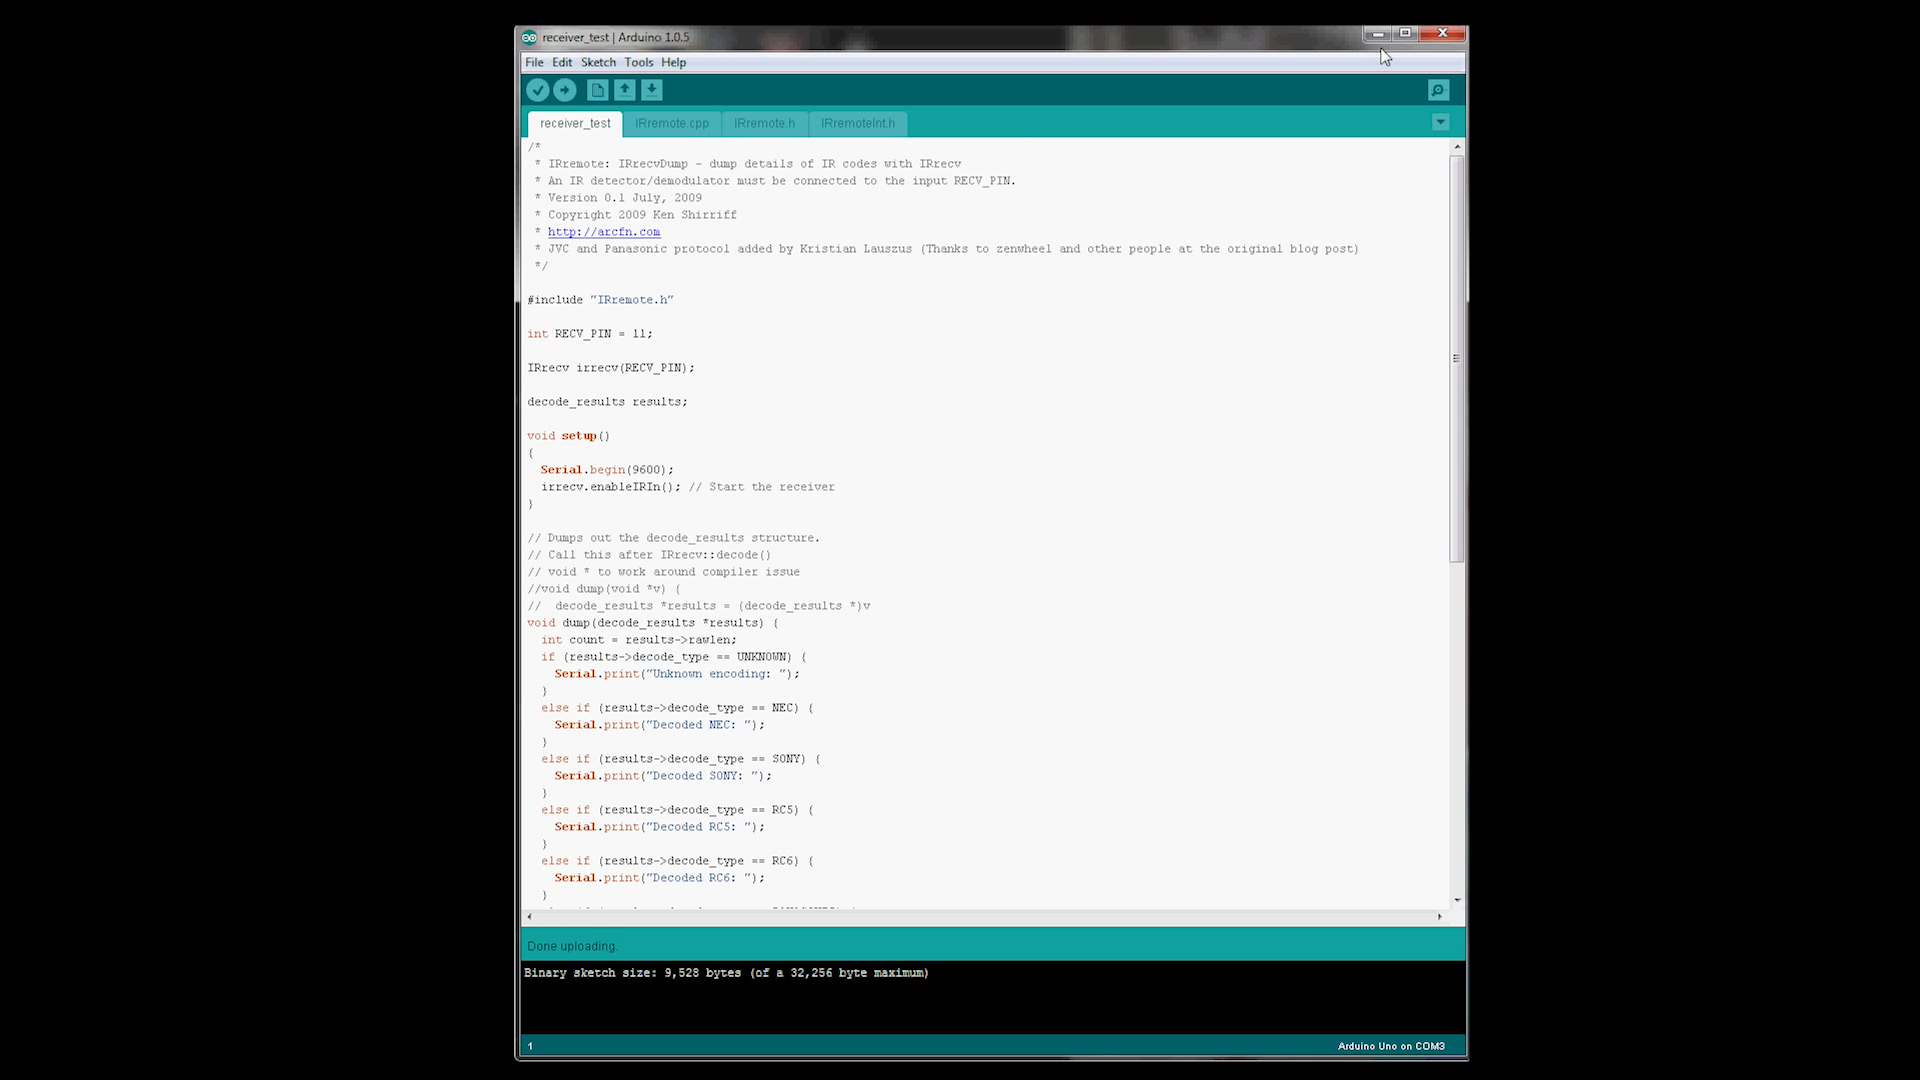 receiver_test | Arduino 1.0.5
File Edit Sketch Tools Help
receiver_test IRremote.cpp IRremote.h IRremoteInt.h
/*
* IRremote: IRrecvDump - dump details of IR codes with IRrecv
* An IR detector/demodulator must be connected to the input RECV_PIN.
* Version 0.1 July, 2009
* Copyright 2009 Ken Shirriff
* http://arcfn.com
* JVC and Panasonic protocol added by Kristian Lauszus (Thanks to zenwheel and other people at the original blog post)
*/
#include "IRremote.h"
int RECV_PIN = 11;
IRrecv irrecv(RECV_PIN);
decode_results results;
void setup()
{
Serial.begin(9600);
irrecv.enableIRIn(); // Start the receiver
}
// Dumps out the decode_results structure.
// Call this after IRrecv::decode()
// void * to work around compiler issue
//void dump(void *v) {
//  decode_results *results = (decode_results *)v
void dump(decode_results *results) {
int count = results->rawlen;
if (results->decode_type == UNKNOWN) {
Serial.print("Unknown encoding: ");
}
else if (results->decode_type == NEC) {
Serial.print("Decoded NEC: ");
}
else if (results->decode_type == SONY) {
Serial.print("Decoded SONY: ");
}
else if (results->decode_type == RC5) {
Serial.print("Decoded RC5: ");
}
else if (results->decode_type == RC6) {
Serial.print("Decoded RC6: ");
}
Done uploading.
Binary sketch size: 9,528 bytes (of a 32,256 byte maximum)
1 Arduino Uno on COM3